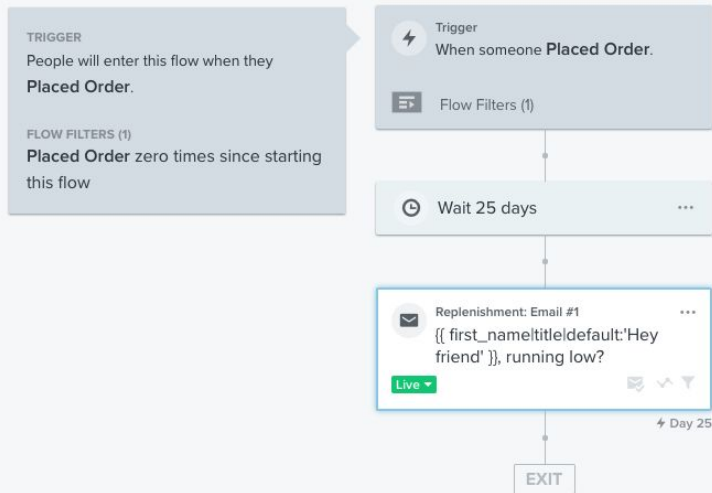 TRIGGER
People will enter this flow when they
Placed Order.
FLOW FILTERS (1)
Placed Order zero times since starting
this flow
Trigger
When someone Placed Order.
Flow Filters (1)
Wait 25 days
Replenishment: Email #1
{{ first_name|title|default:'Hey
friend' }}, running low?
Live
Day 25
EXIT